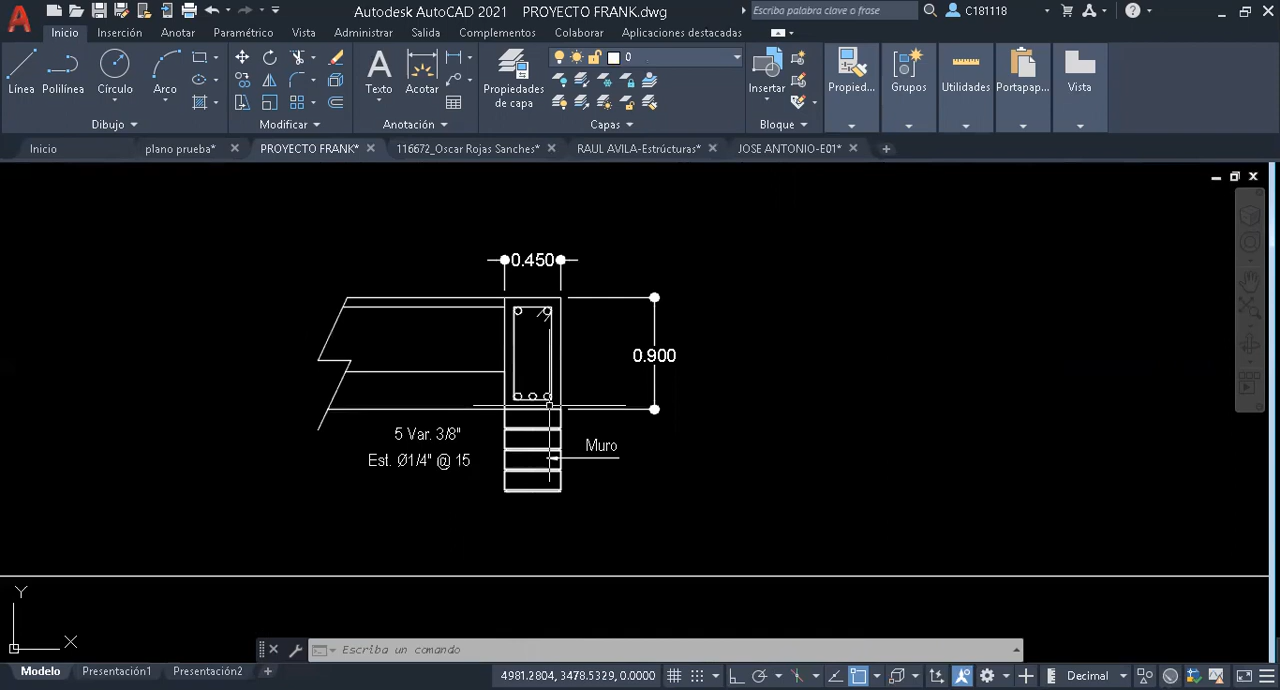 Autodesk AutoCAD 2021 PROYECTO FRANK.dwg
Escriba palabra clave o frase
C181118
Inicio Inserción Anotar Paramétrico Vista Administrar Salida Complementos Colaborar Aplicaciones destacadas
0
Línea Polilínea Círculo Arco
Texto Acotar
Propiedades de capa
Insertar
Propied... Grupos Utilidades Portapap... Vista
Dibujo Modificar Anotación Capas Bloque
Inicio plano prueba* PROYECTO FRANK* 116672_Oscar Rojas Sanches* RAUL AVILA-Estrúcturas* JOSE ANTONIO-E01*
0.450
0.900
5 Var. 3/8"
Est. Ø1/4" @ 15
Muro
Y
X
Escriba un comando
Modelo Presentación1 Presentación2 +
4981.2804, 3478.5329, 0.0000
Decimal